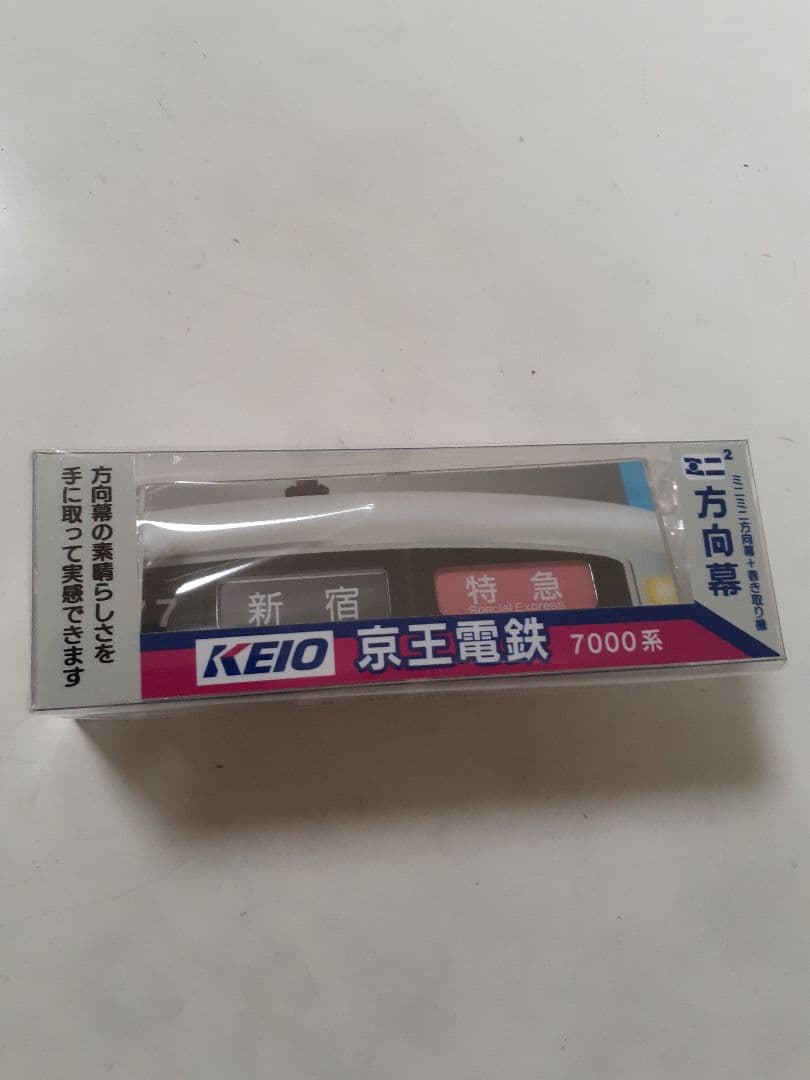 方向幕の素晴らしさを
手に取って実感できます
7
新宿
特急
Special Express
KEIO 京王電鉄 7000系
ミニ2
方向幕
ミニミニ方向幕+巻き取り機